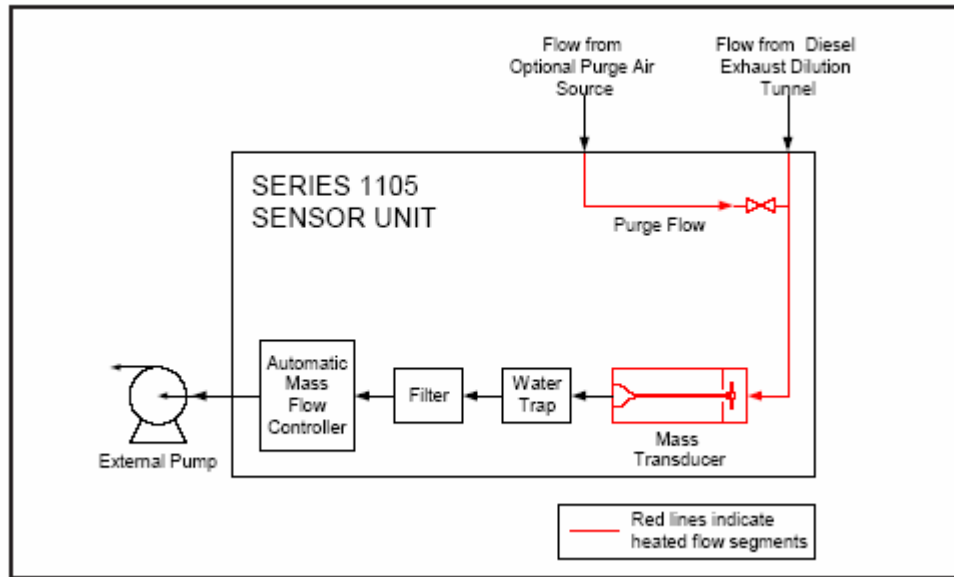 Flow from
Optional Purge Air
Source
Flow from Diesel
Exhaust Dilution
Tunnel
SERIES 1105
SENSOR UNIT
Purge Flow
Automatic
Mass
Flow
Controller
Filter
Water
Trap
Mass
Transducer
External Pump
Red lines indicate
heated flow segments